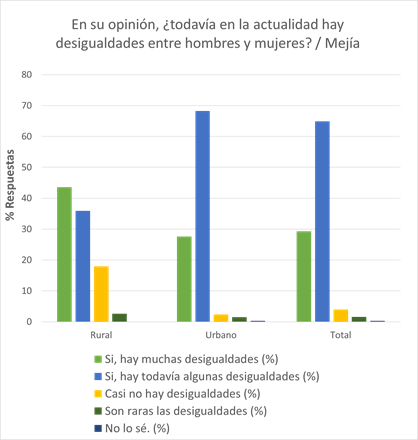 En su opinión, ¿todavía en la actualidad hay
desigualdades entre hombres y mujeres? / Mejía
80
70
60
50
40
30
20
10
0
% Respuestas
Rural Urbano Total
Si, hay muchas desigualdades (%)
Si, hay todavía algunas desigualdades (%)
Casi no hay desigualdades (%)
Son raras las desigualdades (%)
No lo sé. (%)